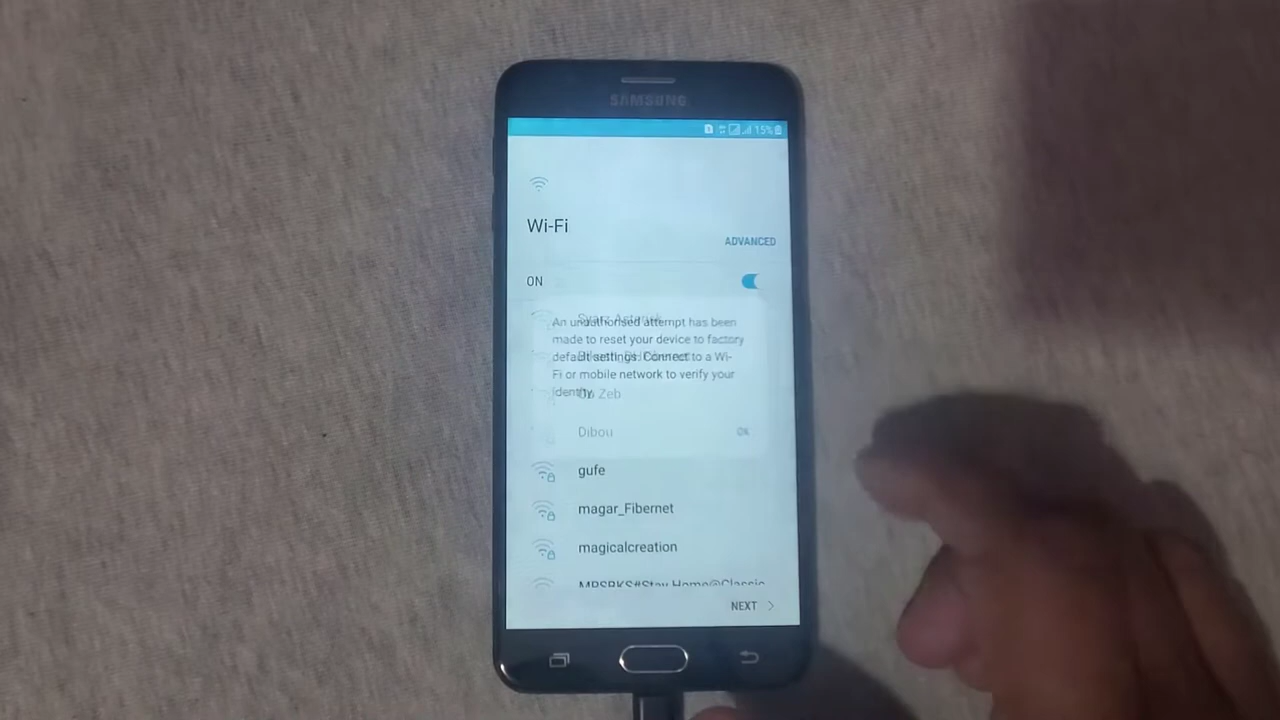 SAMSUNG
15%
Wi-Fi
ADVANCED
ON
An unauthorised attempt has been
made to reset your device to factory
default settings. Connect to a Wi-
Fi or mobile network to verify your
identity.
Zeb
Dibou
OK
gufe
magar_Fibernet
magicalcreation
NEXT